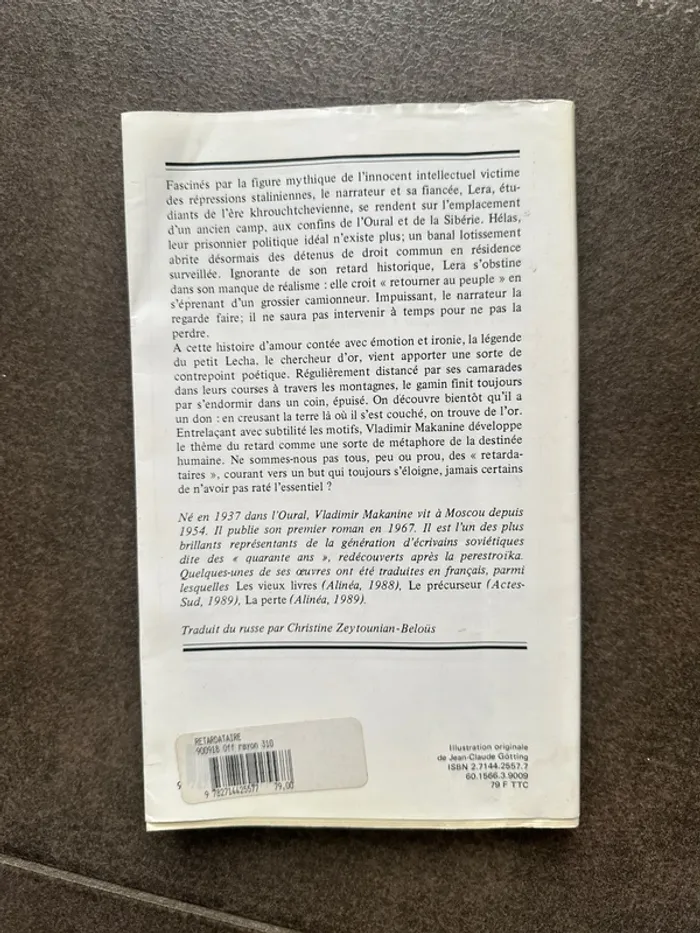 Fascinés par la figure mythique de l'innocent intellectuel victime
des répressions staliniennes, le narrateur et sa fiancée, Lera, étu-
diants de l'ère khrouchtchevienne, se rendent sur l'emplacement
d'un ancien camp, aux confins de l'Oural et de la Sibérie. Hélas,
leur prisonnier politique idéal n'existe plus; un banal lotissement
abrite désormais des détenus de droit commun en résidence
surveillée. Ignorante de son retard historique, Lera s'obstine
dans son manque de réalisme : elle croit « retourner au peuple » en
s'éprenant d'un grossier camionneur. Impuissant, le narrateur la
regarde faire; il ne saura pas intervenir à temps pour ne pas la
perdre.
A cette histoire d'amour contée avec émotion et ironie, la légende
du petit Lecha, le chercheur d'or, vient apporter une sorte de
contrepoint poétique. Régulièrement distancé par ses camarades
dans leurs courses à travers les montagnes, le gamin finit toujours
par s'endormir dans un coin, épuisé. On découvre bientôt qu'il a
un don : en creusant la terre là où il s'est couché, on trouve de l'or.
Entrelaçant avec subtilité les motifs, Vladimir Makanine développe
le thème du retard comme une sorte de métaphore de la destinée
humaine. Ne sommes-nous pas tous, peu ou prou, des « retarda-
taires », courant vers un but qui toujours s'éloigne, jamais certains
de n'avoir pas raté l'essentiel ?
Né en 1937 dans l'Oural, Vladimir Makanine vit à Moscou depuis
1954. Il publie son premier roman en 1967. Il est l'un des plus
brillants représentants de la génération d'écrivains soviétiques
dite des « quarante ans », redécouverts après la perestroïka.
Quelques-unes de ses œuvres ont été traduites en français, parmi
lesquelles Les vieux livres (Alinéa, 1988), Le précurseur (Actes-
Sud, 1989), La perte (Alinéa, 1989).
Traduit du russe par Christine Zeytounian-Beloüs
RETARDATAIRE
900918 Off rayon 310
9 782714425577 79,00
9
Illustration originale
de Jean-Claude Götting
ISBN 2.7144.2557.7
60.1566.3.9009
79 F TTC